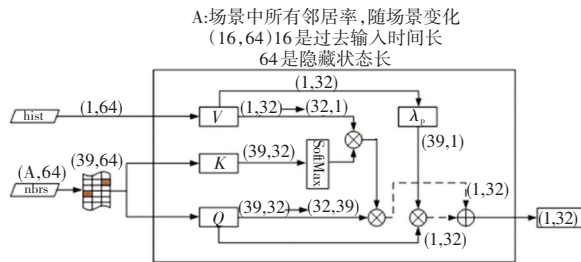 A:场景中所有邻居率,随场景变化
(16,64)16是过去输入时间长
64是隐藏状态长
(1,32)
hist
(1,64)
V
(1,32)
(32,1)
λp
(39,1)
(A,64)
nbrs
(39,64)
K
(39,32)
SoftMax
(1,32)
Q
(39,32)
(32,39)
(1,32)
(1,32)